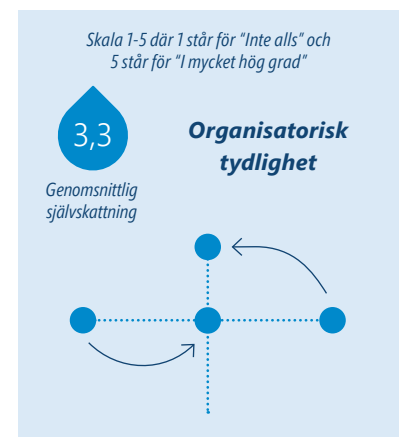 Skala 1-5 där 1 står för "Inte alls" och
5 står för "I mycket hög grad"
3,3
Organisatorisk
tydlighet
Genomsnittlig
självskattning